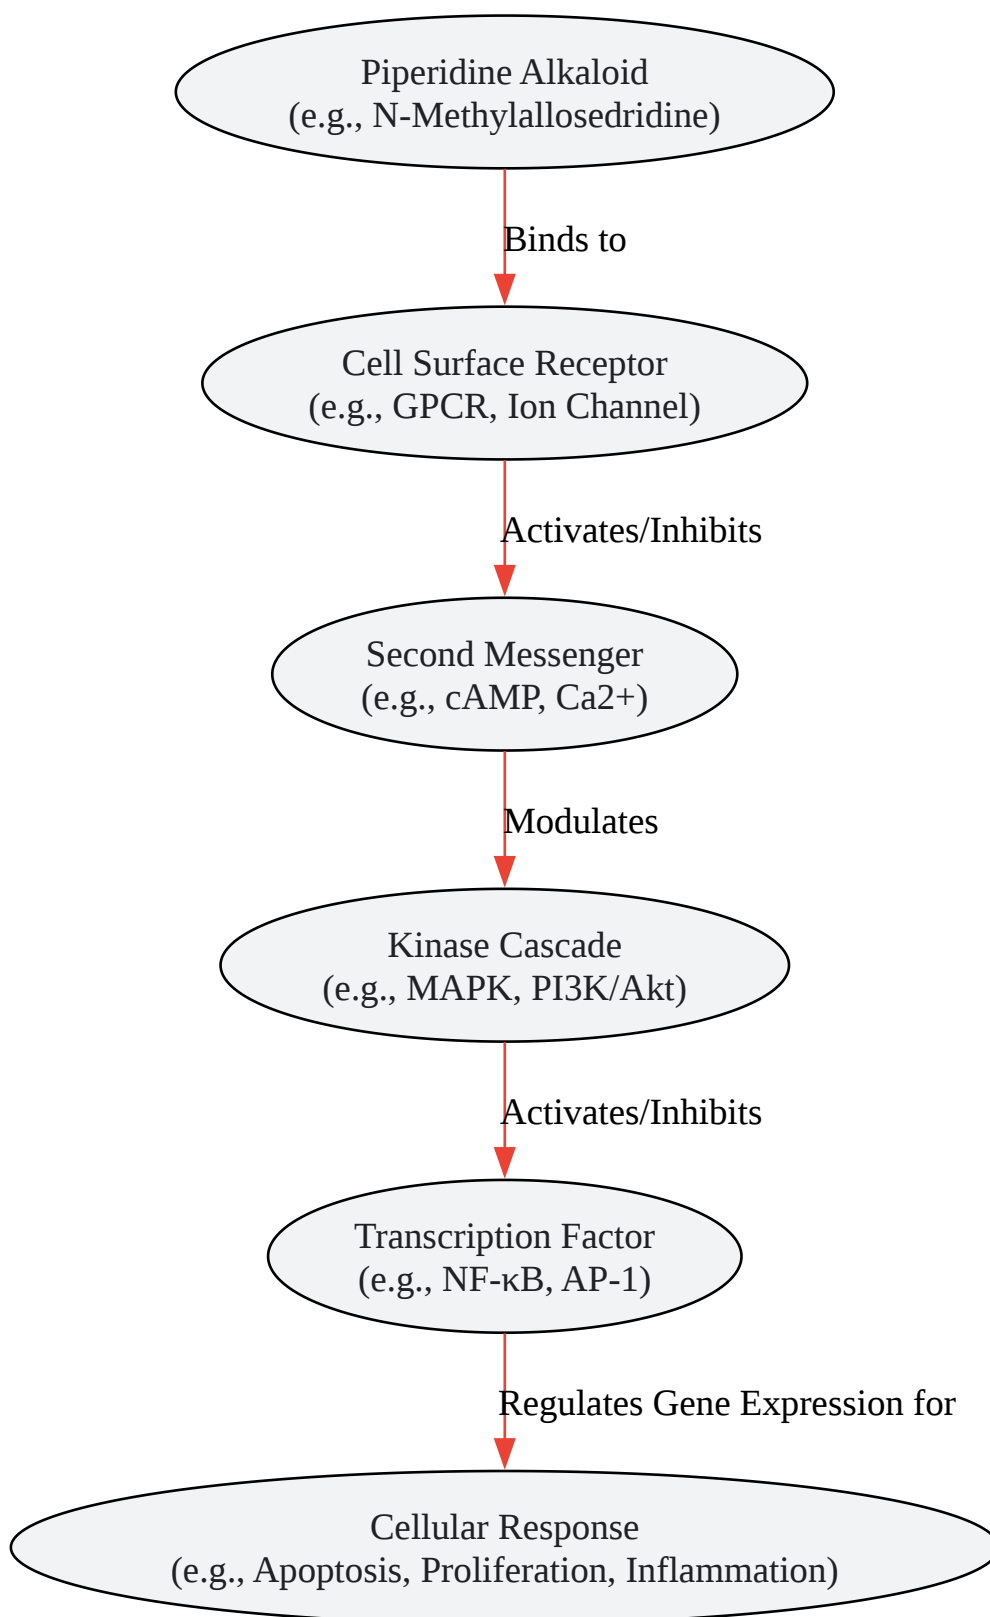 Piperidine Alkaloid
(e.g., N-Methylallosedridine)
Binds to
Cell Surface Receptor
(e.g., GPCR, Ion Channel)
Activates/Inhibits
Second Messenger
(e.g., cAMP, Ca2+)
Modulates
Kinase Cascade
(e.g., MAPK, PI3K/Akt)
Activates/Inhibits
Transcription Factor
(e.g., NF-κB, AP-1)
Regulates Gene Expression for
Cellular Response
(e.g., Apoptosis, Proliferation, Inflammation)